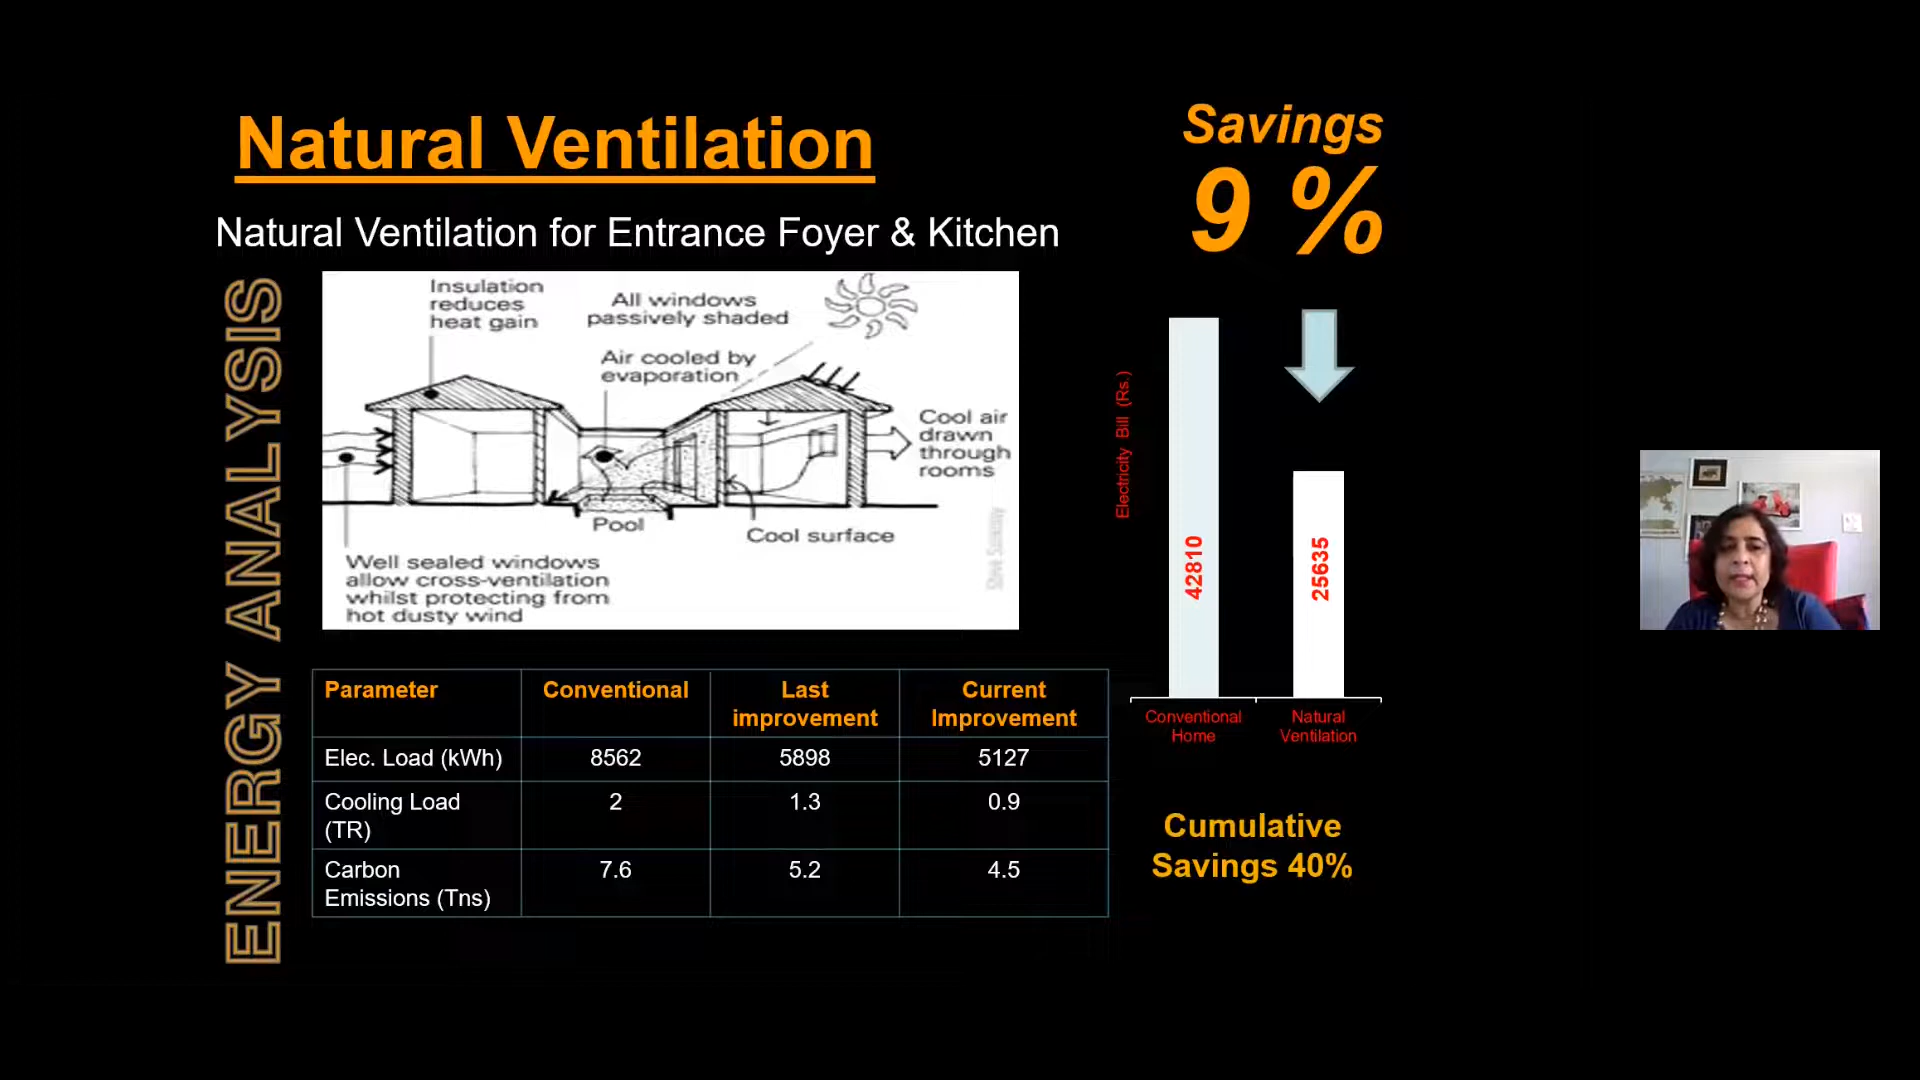 Natural Ventilation
Savings
9 %
Natural Ventilation for Entrance Foyer & Kitchen
ENERGY ANALYSIS
Insulation
reduces
heat gain
All windows
passively shaded
Air cooled by
evaporation
Cool air
drawn
through
rooms
Pool
Cool surface
Well sealed windows
allow cross-ventilation
whilst protecting from
hot dusty wind
Electricity Bill (Rs.)
42810
25635
Conventional
Home
Natural
Ventilation
Parameter Conventional Last improvement Current Improvement
Elec. Load (kWh) 8562 5898 5127
Cooling Load (TR) 2 1.3 0.9
Carbon Emissions (Tns) 7.6 5.2 4.5
Cumulative
Savings 40%